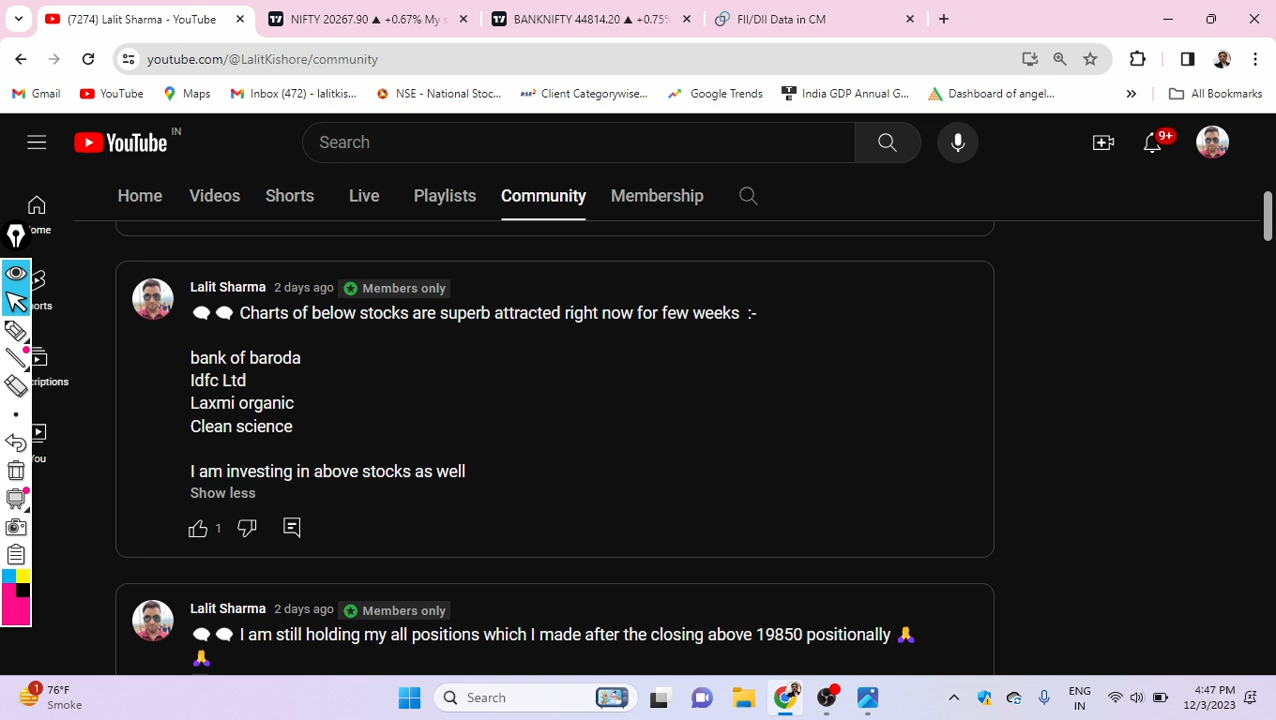 (7274) Lalit Sharma - YouTube
NIFTY 20267.90 ▲ +0.67% My s
BANKNIFTY 44814.20 ▲ +0.75%
FII/DII Data in CM
youtube.com/@LalitKishore/community
Gmail
YouTube
Maps
Inbox (472) - lalitkis...
NSE - National Stoc...
Client Categorywise...
Google Trends
India GDP Annual G...
Dashboard of angel...
All Bookmarks
YouTube IN
Search
9+
Home
Videos
Shorts
Live
Playlists
Community
Membership
ome
orts
criptions
ou
Lalit Sharma 2 days ago Members only
🗨️ 🗨️ Charts of below stocks are superb attracted right now for few weeks :-
bank of baroda
Idfc Ltd
Laxmi organic
Clean science
I am investing in above stocks as well
Show less
1
Lalit Sharma 2 days ago Members only
🗨️ 🗨️ I am still holding my all positions which I made after the closing above 19850 positionally 🙏
🙏
1
76°F
Smoke
Search
ENG
IN
4:47 PM
12/3/2023